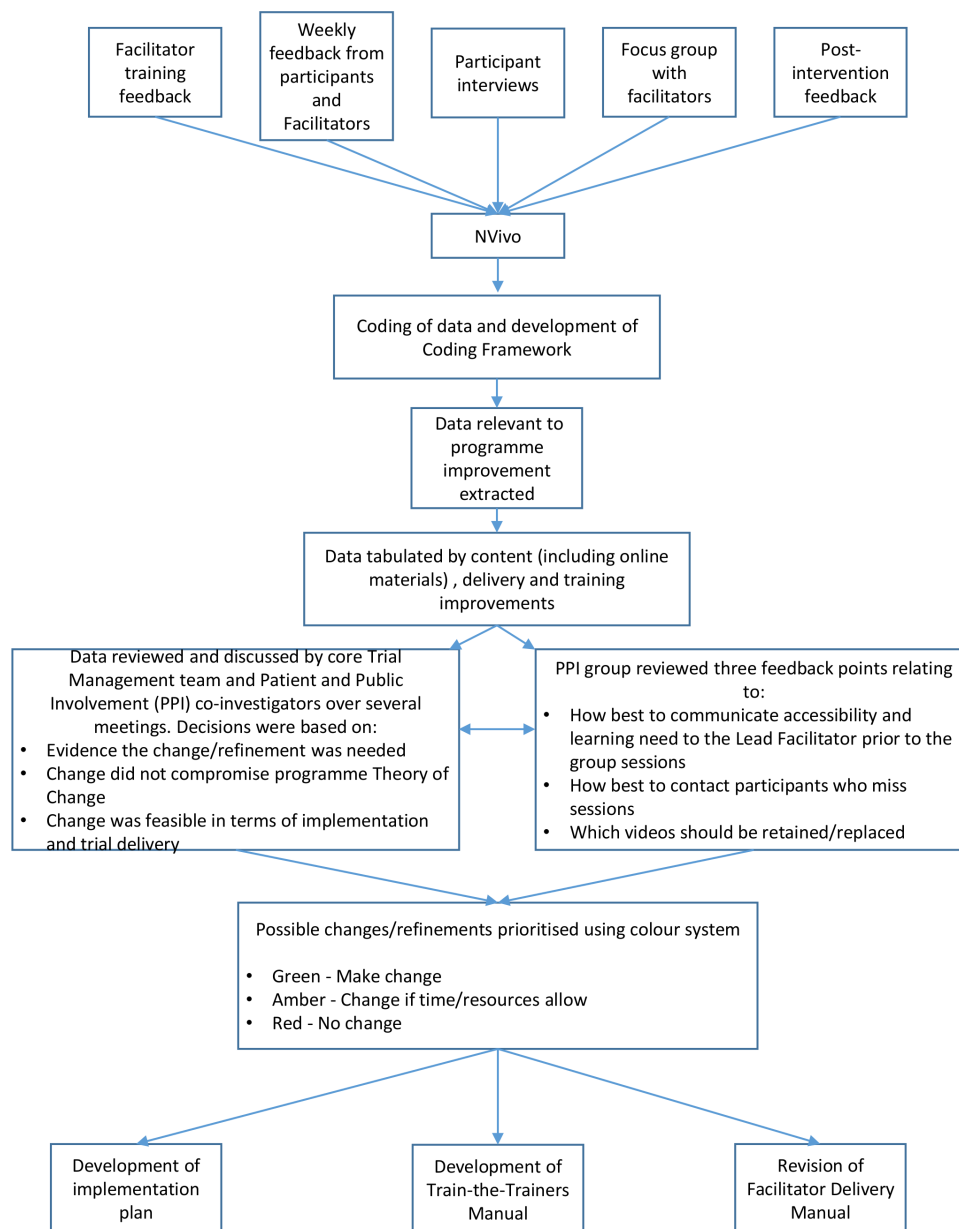 Facilitator
training
feedback
Weekly
feedback from
participants
and
Facilitators
Participant
interviews
Focus group
with
facilitators
Post-
intervention
feedback
NVivo
Coding of data and development of
Coding Framework
Data relevant to
programme
improvement
extracted
Data tabulated by content (including online
materials) , delivery and training
improvements
Data reviewed and discussed by core Trial
Management team and Patient and Public
Involvement (PPI) co-investigators over several
meetings. Decisions were based on:
• Evidence the change/refinement was needed
• Change did not compromise programme Theory of
Change
• Change was feasible in terms of implementation
and trial delivery
PPI group reviewed three feedback points relating
to:
• How best to communicate accessibility and
learning need to the Lead Facilitator prior to the
group sessions
• How best to contact participants who miss
sessions
• Which videos should be retained/replaced
Possible changes/refinements prioritised using colour system
• Green - Make change
• Amber - Change if time/resources allow
• Red - No change
Development of
implementation
plan
Development of
Train-the-Trainers
Manual
Revision of
Facilitator Delivery
Manual